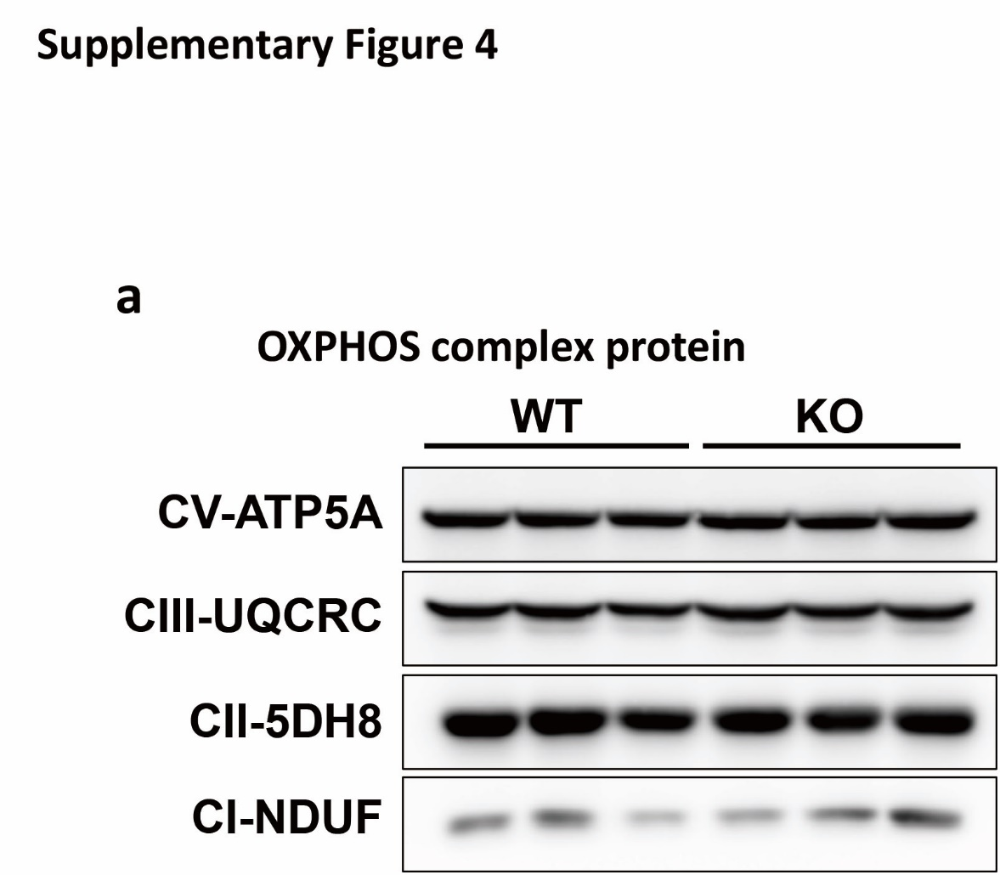 Supplementary Figure 4
a
OXPHOS complex protein
WT KO
CV-ATP5A
CIII-UQCRC
CII-5DH8
CI-NDUF